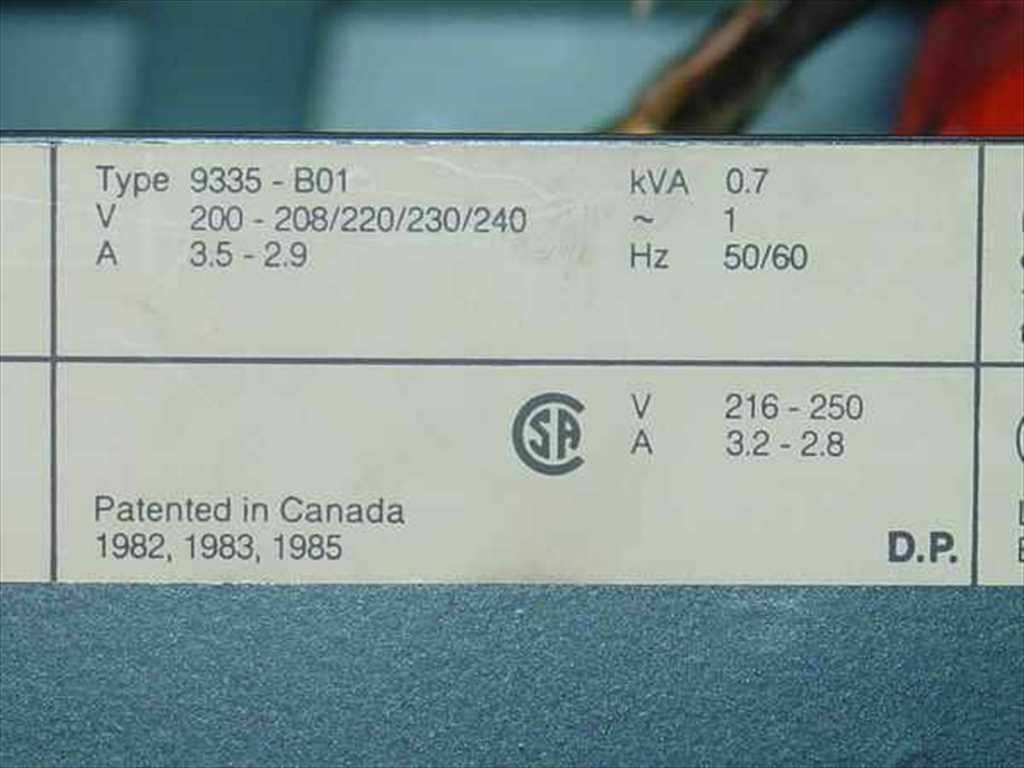 Type 9335 - B01 kVA 0.7
V 200 - 208/220/230/240 ~ 1
A 3.5 - 2.9 Hz 50/60
CSA V 216 - 250
A 3.2 - 2.8
Patented in Canada
1982, 1983, 1985 D.P.